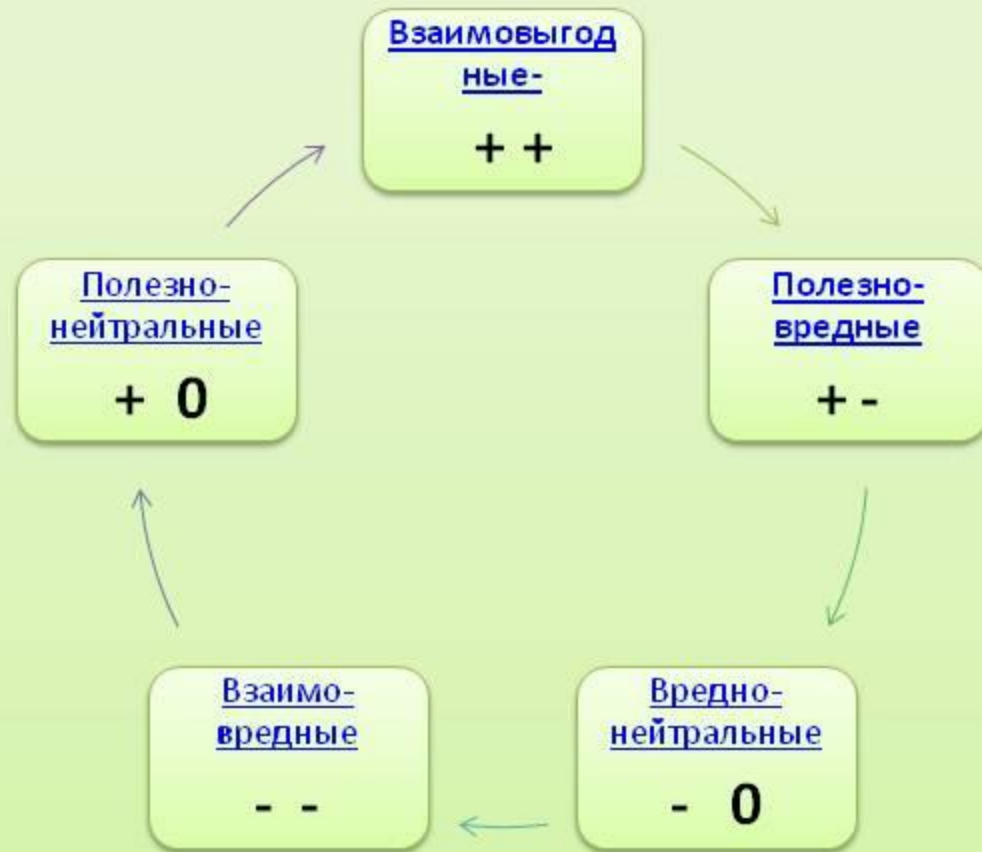 Взаимовыгод
ные-
+ +
Полезно-
нейтральные
+ 0
Полезно-
вредные
+ -
Взаимо-
вредные
- -
Вредно-
нейтральные
- 0